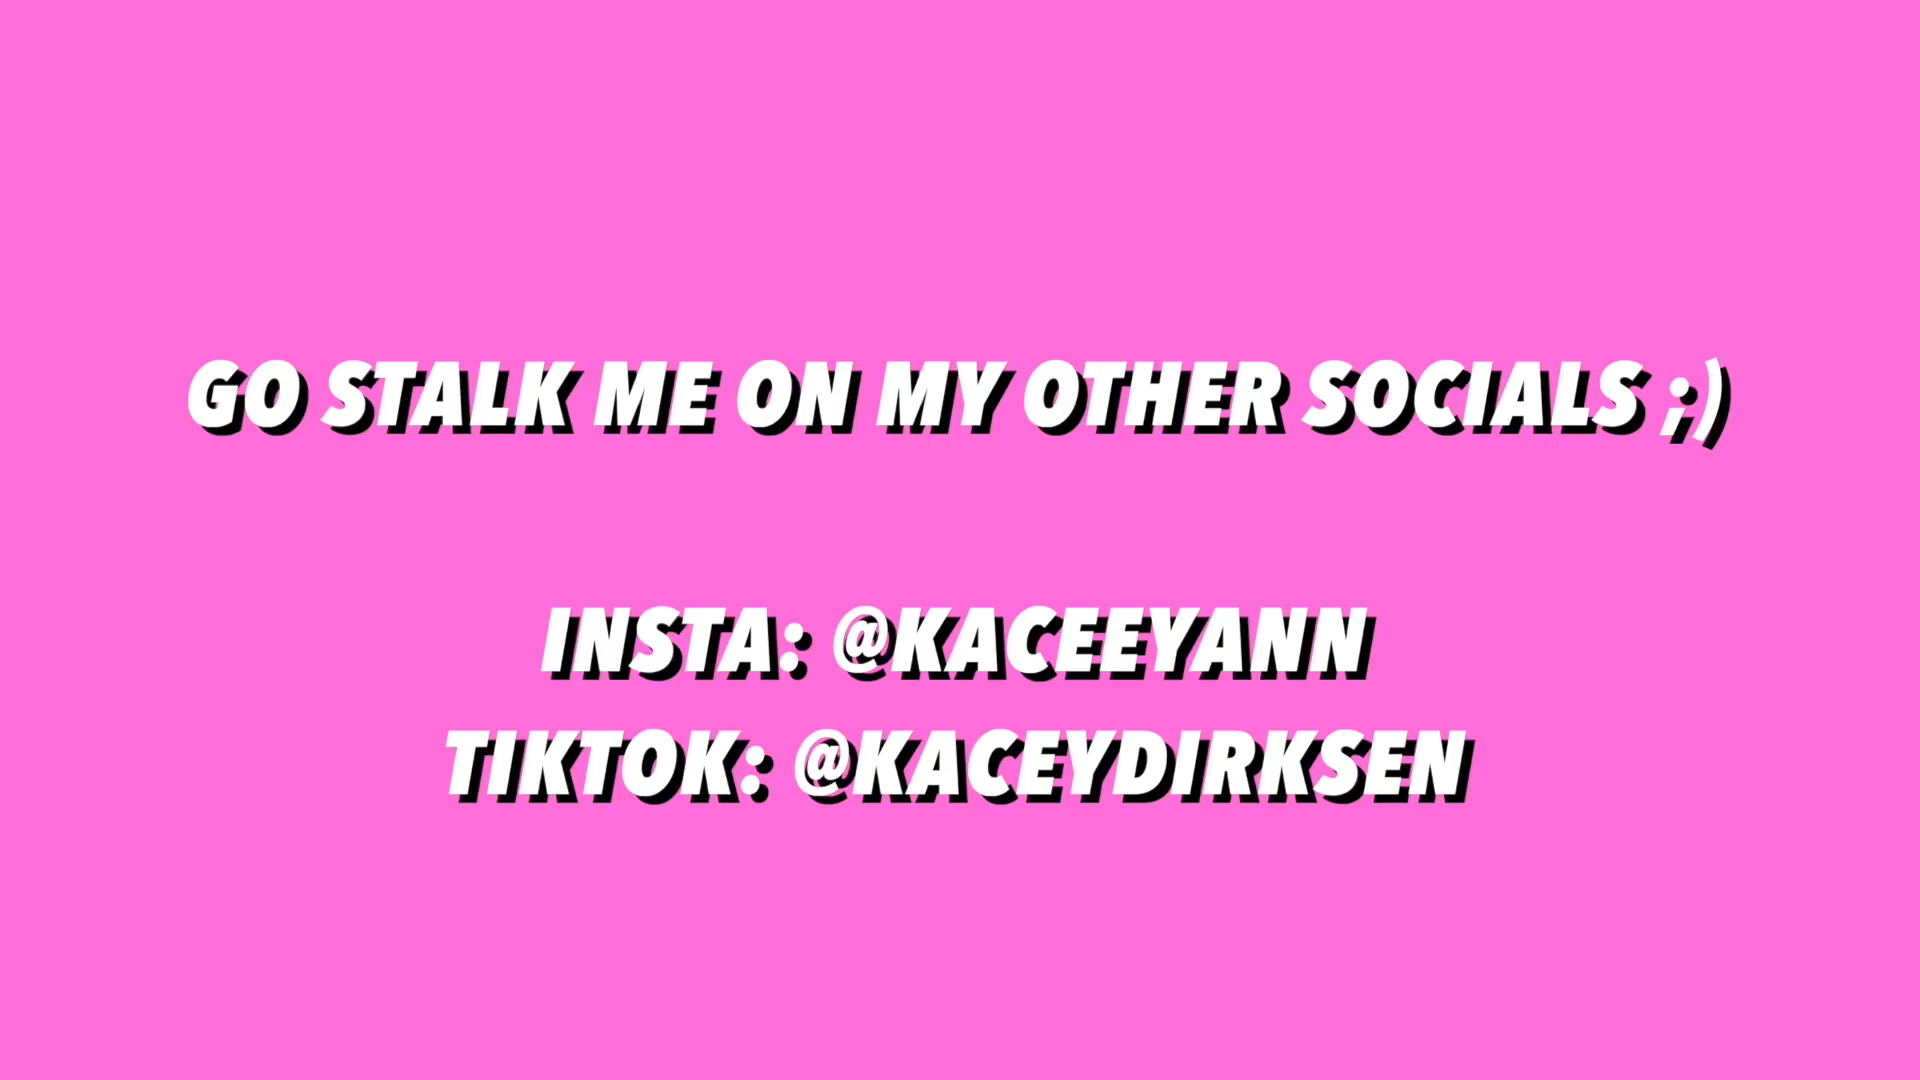 GO STALK ME ON MY OTHER SOCIALS ;)
INSTA: @KACEEYANN
TIKTOK: @KACEYDIRKSEN